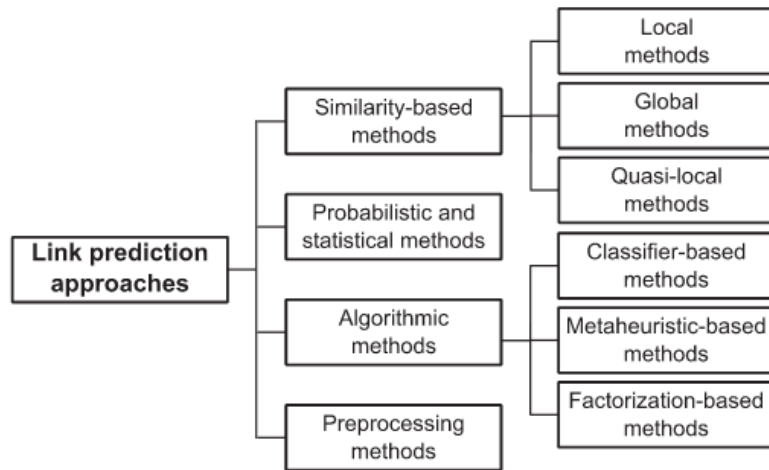 Link prediction
approaches
Similarity-based
methods
Local
methods
Global
methods
Quasi-local
methods
Probabilistic and
statistical methods
Algorithmic
methods
Classifier-based
methods
Metaheuristic-based
methods
Factorization-based
methods
Preprocessing
methods